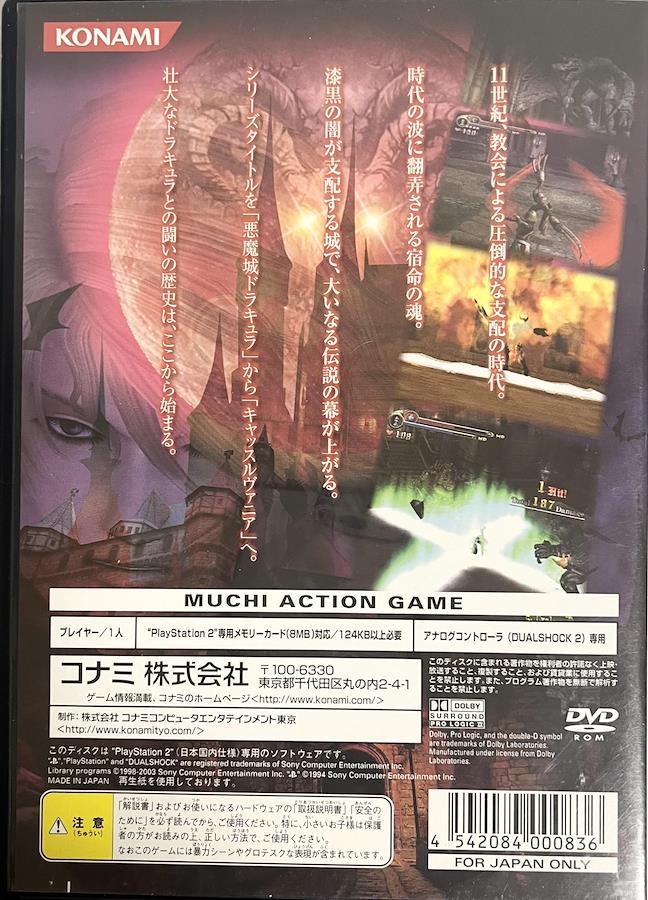 KONAMI
11世紀、教会による圧倒的な支配の時代。
時代の波に翻弄される宿命の魂。
漆黒の闇が支配する城で、大いなる伝説の幕が上がる。
シリーズタイトルを「悪魔城ドラキュラ」から「キャッスルヴァニア」へ。
壮大なドラキュラとの闘いの歴史は、ここから始まる。
120
108
MD
MD
1 Hit!
Total 187 Damage
MUCHI ACTION GAME
プレイヤー/1人
"PlayStation 2"専用メモリーカード(8MB)対応/124KB以上必要
アナログコントローラ (DUALSHOCK 2) 専用
コナミ 株式会社
〒100-6330
東京都千代田区丸の内2-4-1
ゲーム情報満載、コナミのホームページ<http://www.konami.com/>
制作: 株式会社 コナミコンピュータエンタテインメント東京
<http://www.konamityo.com/>
このディスクに含まれる著作物を権利者の許諾なく上映・
放送すること、複製すること、および賃貸業に使用するこ
とを禁止します。また、プログラムを無断で解析す
ることを禁止します。
DOLBY
SURROUND
PRO LOGIC II
DVD
ROM
Dolby, Pro Logic, and the double-D symbol
are trademarks of Dolby Laboratories.
Manufactured under license from Dolby
Laboratories.
このディスクは "PlayStation 2" (日本国内仕様) 専用のソフトウェアです。
"PS", "PlayStation" and "DUALSHOCK" are registered trademarks of Sony Computer Entertainment Inc.
Library programs ©1998-2003 Sony Computer Entertainment Inc. "PS" ©1994 Sony Computer Entertainment Inc.
MADE IN JAPAN 再生紙を使用しております。
注意
(ちゅうい)
「解説書」およびお使いになるハードウェアの「取扱説明書」「安全の
ために」を必ず読んでから、ご使用ください。特に、小さいお子様は保護
者の方がお読みの上、正しい方法で、ご使用ください。
なおこのゲームには暴力シーンやグロテスクな表現が含まれています。
4 542084 000836
FOR JAPAN ONLY